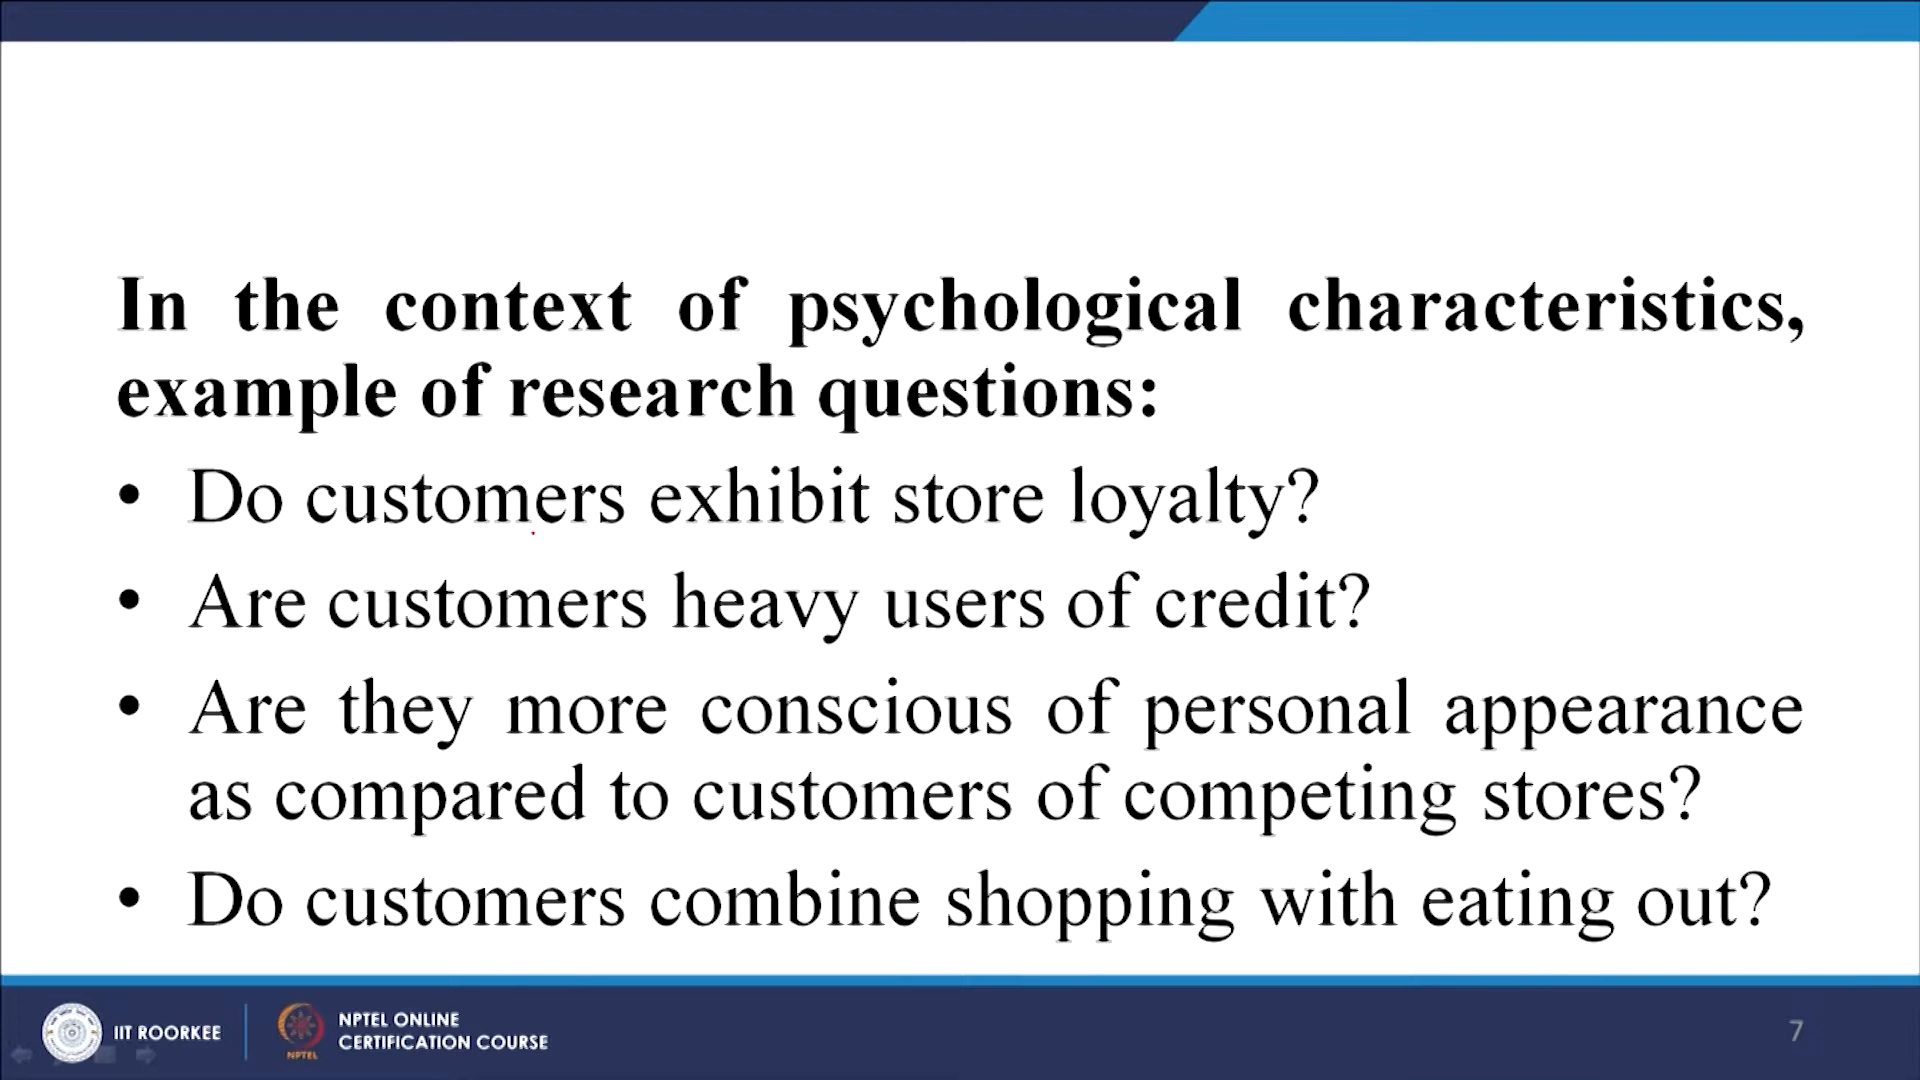 In the context of psychological characteristics,
example of research questions:
• Do customers exhibit store loyalty?
• Are customers heavy users of credit?
• Are they more conscious of personal appearance
as compared to customers of competing stores?
• Do customers combine shopping with eating out?
IIT ROORKEE
NPTEL
NPTEL ONLINE
CERTIFICATION COURSE
7